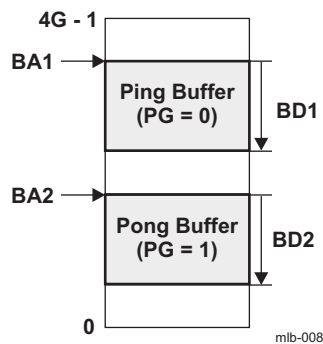 4G - 1
BA1
Ping Buffer
(PG = 0)
BD1
BA2
Pong Buffer
(PG = 1)
BD2
0
mlb-008